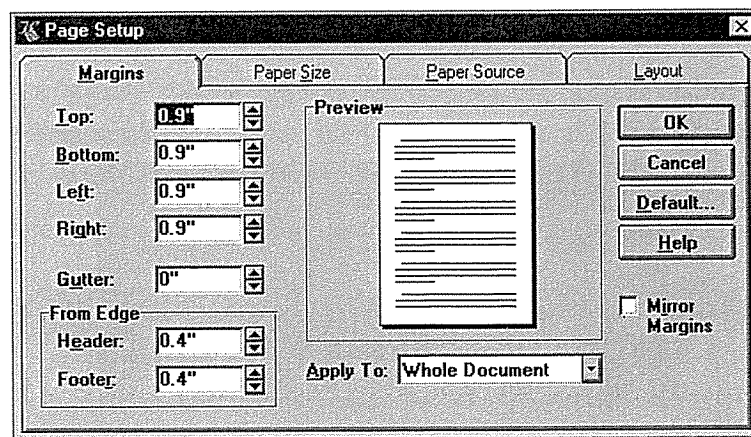 Page Setup
Margins
Paper Size
Paper Source
Layout
Top: 0.9"
Bottom: 0.9"
Left: 0.9"
Right: 0.9"
Gutter: 0"
From Edge
Header: 0.4"
Footer: 0.4"
Preview
Apply To: Whole Document
OK
Cancel
Default...
Help
Mirror
Margins